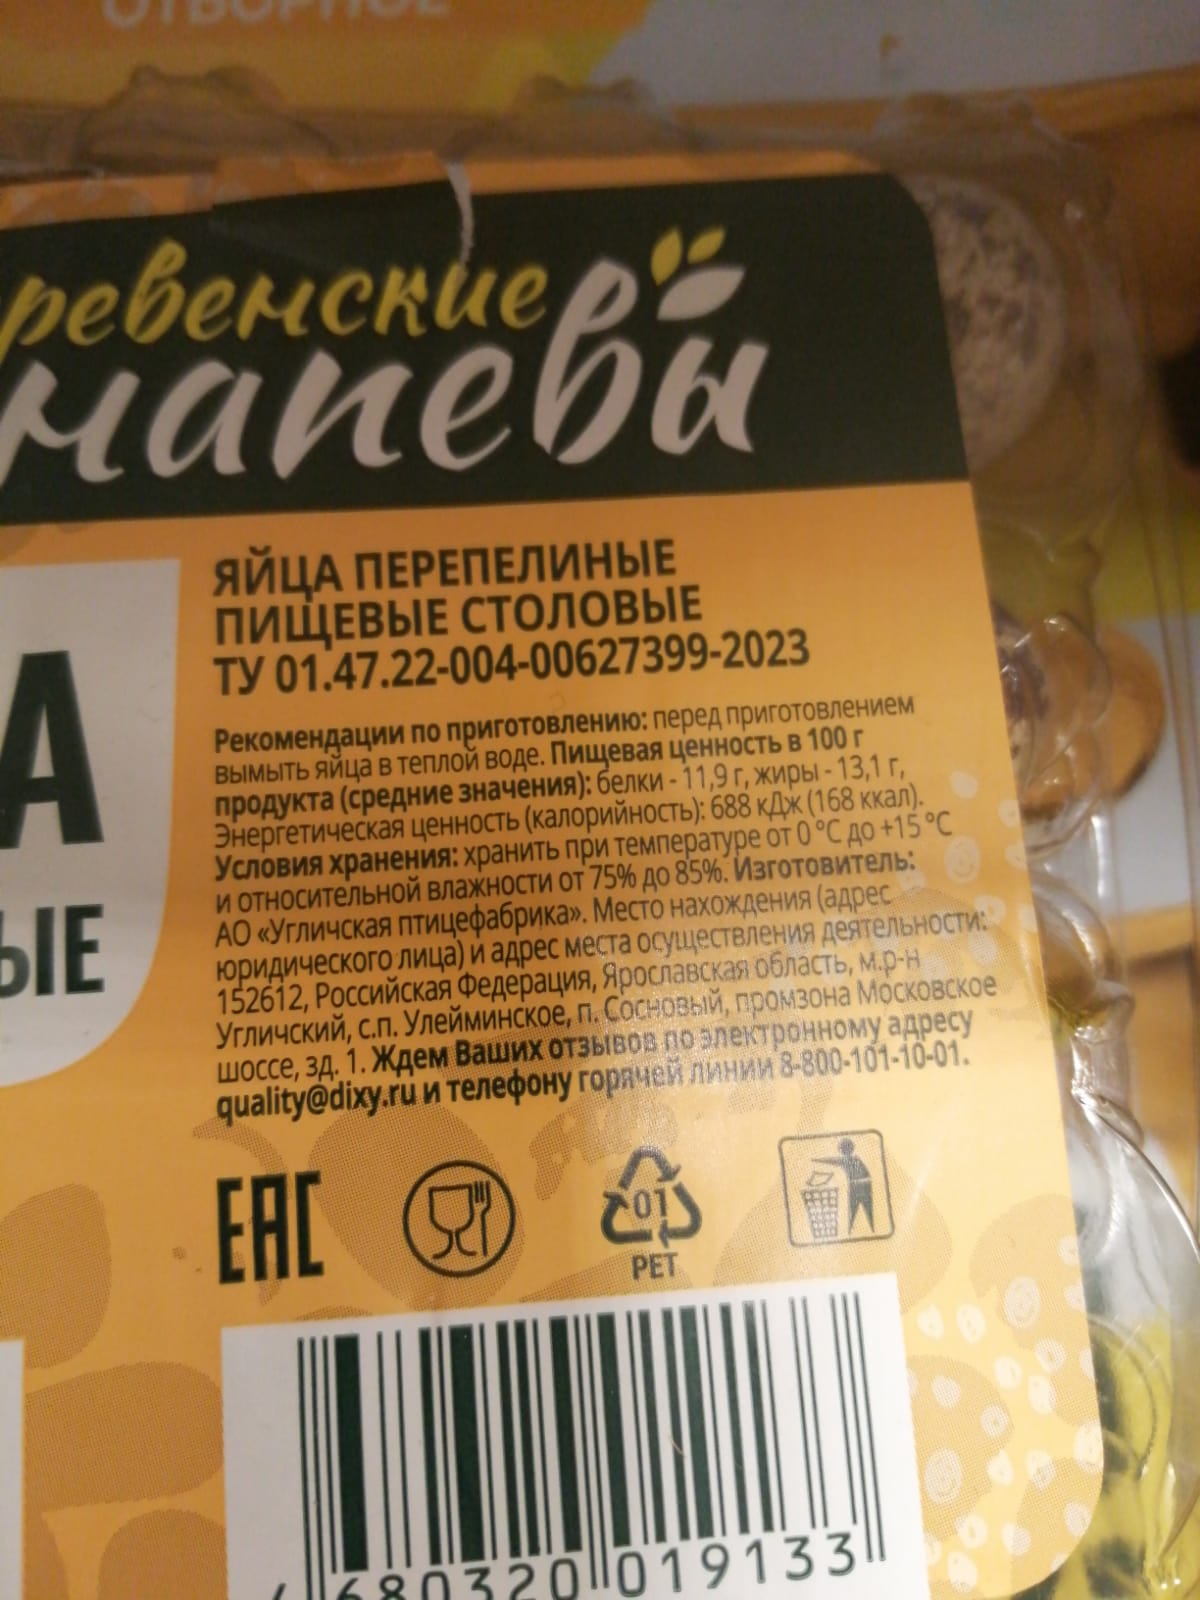 ОТБОРНОЕ
ревенские
напевы
А
ЫЕ
ЯЙЦА ПЕРЕПЕЛИНЫЕ
ПИЩЕВЫЕ СТОЛОВЫЕ
ТУ 01.47.22-004-00627399-2023
Рекомендации по приготовлению: перед приготовлением
вымыть яйца в теплой воде. Пищевая ценность в 100 г
продукта (средние значения): белки - 11,9 г, жиры - 13,1 г,
Энергетическая ценность (калорийность): 688 кДж (168 ккал).
Условия хранения: хранить при температуре от 0 °С до +15 °С
и относительной влажности от 75% до 85%. Изготовитель:
АО «Угличская птицефабрика». Место нахождения (адрес
юридического лица) и адрес места осуществления деятельности:
152612, Российская Федерация, Ярославская область, м.р-н
Угличский, с.п. Улейминское, п. Сосновый, промзона Московское
шоссе, зд. 1. Ждем Ваших отзывов по электронному адресу
quality@dixy.ru и телефону горячей линии 8-800-101-10-01.
ЕАС
01
PET
4 680320 019133